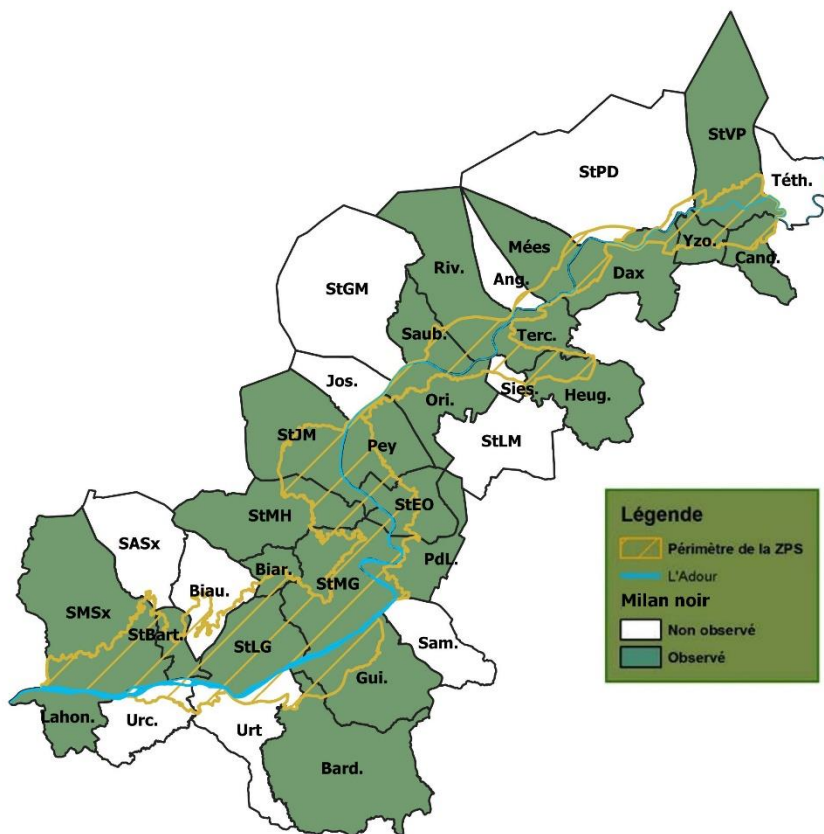 StVP
StPD
Téth.
Mées
Yzo.
Cand.
Riv.
Ang.
Dax
StGM
Saub.
Terc.
Jos.
Sies.
Ori.
Heug.
StJM
Pey
StLM
StEO
StMH
SASx
PdL.
Biar.
StMG
Biau.
SMSx
StBart.
StLG
Sam.
Gui.
Lahon.
Urc.
Urt
Bard.
Légende
Périmètre de la ZPS
L'Adour
Milan noir
Non observé
Observé